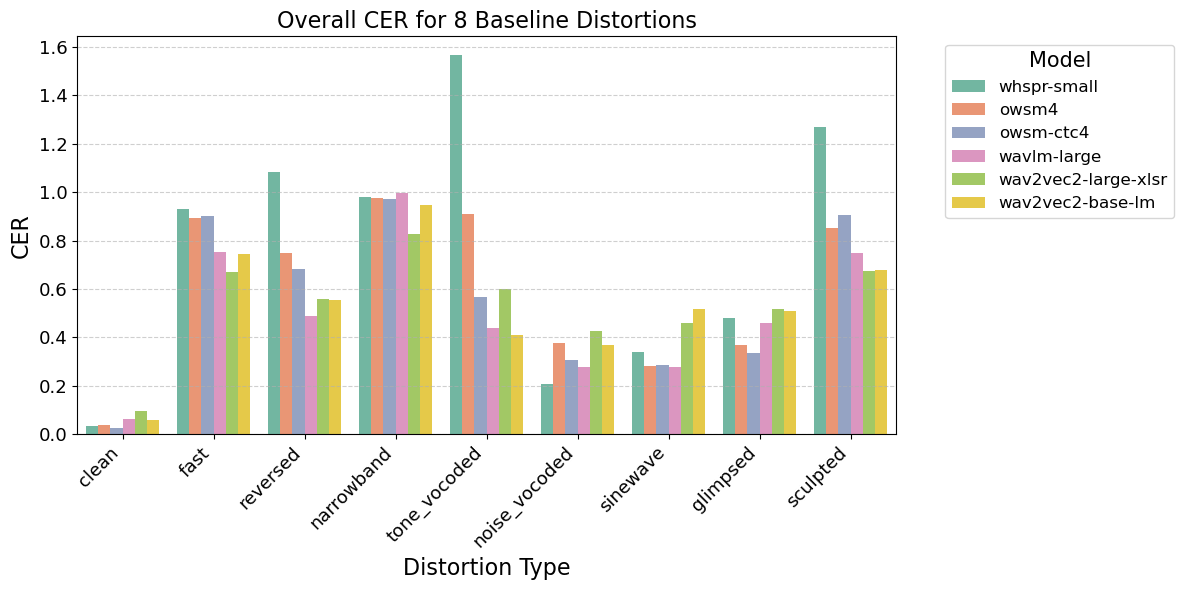 Overall CER for 8 Baseline Distortions
CER
1.6
1.4
1.2
1.0
0.8
0.6
0.4
0.2
0.0
clean
fast
reversed
narrowband
tone_vocoded
noise_vocoded
sinewave
glimpsed
sculpted
Distortion Type
Model
whspr-small
owsm4
owsm-ctc4
wavlm-large
wav2vec2-large-xlsr
wav2vec2-base-lm